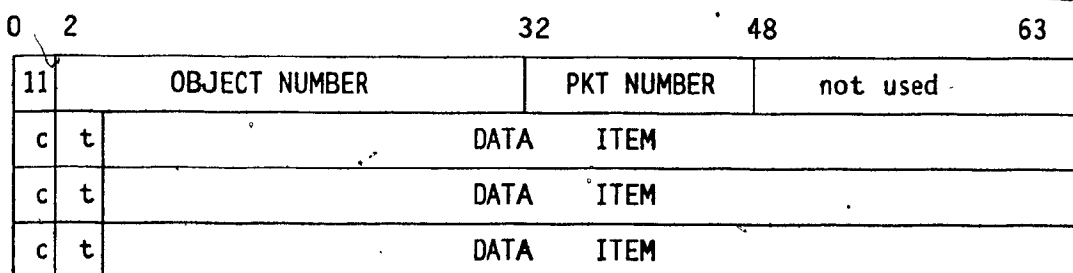 0 2 32 48 63
11 OBJECT NUMBER PKT NUMBER not used
c t DATA ITEM
c t DATA ITEM
c t DATA ITEM